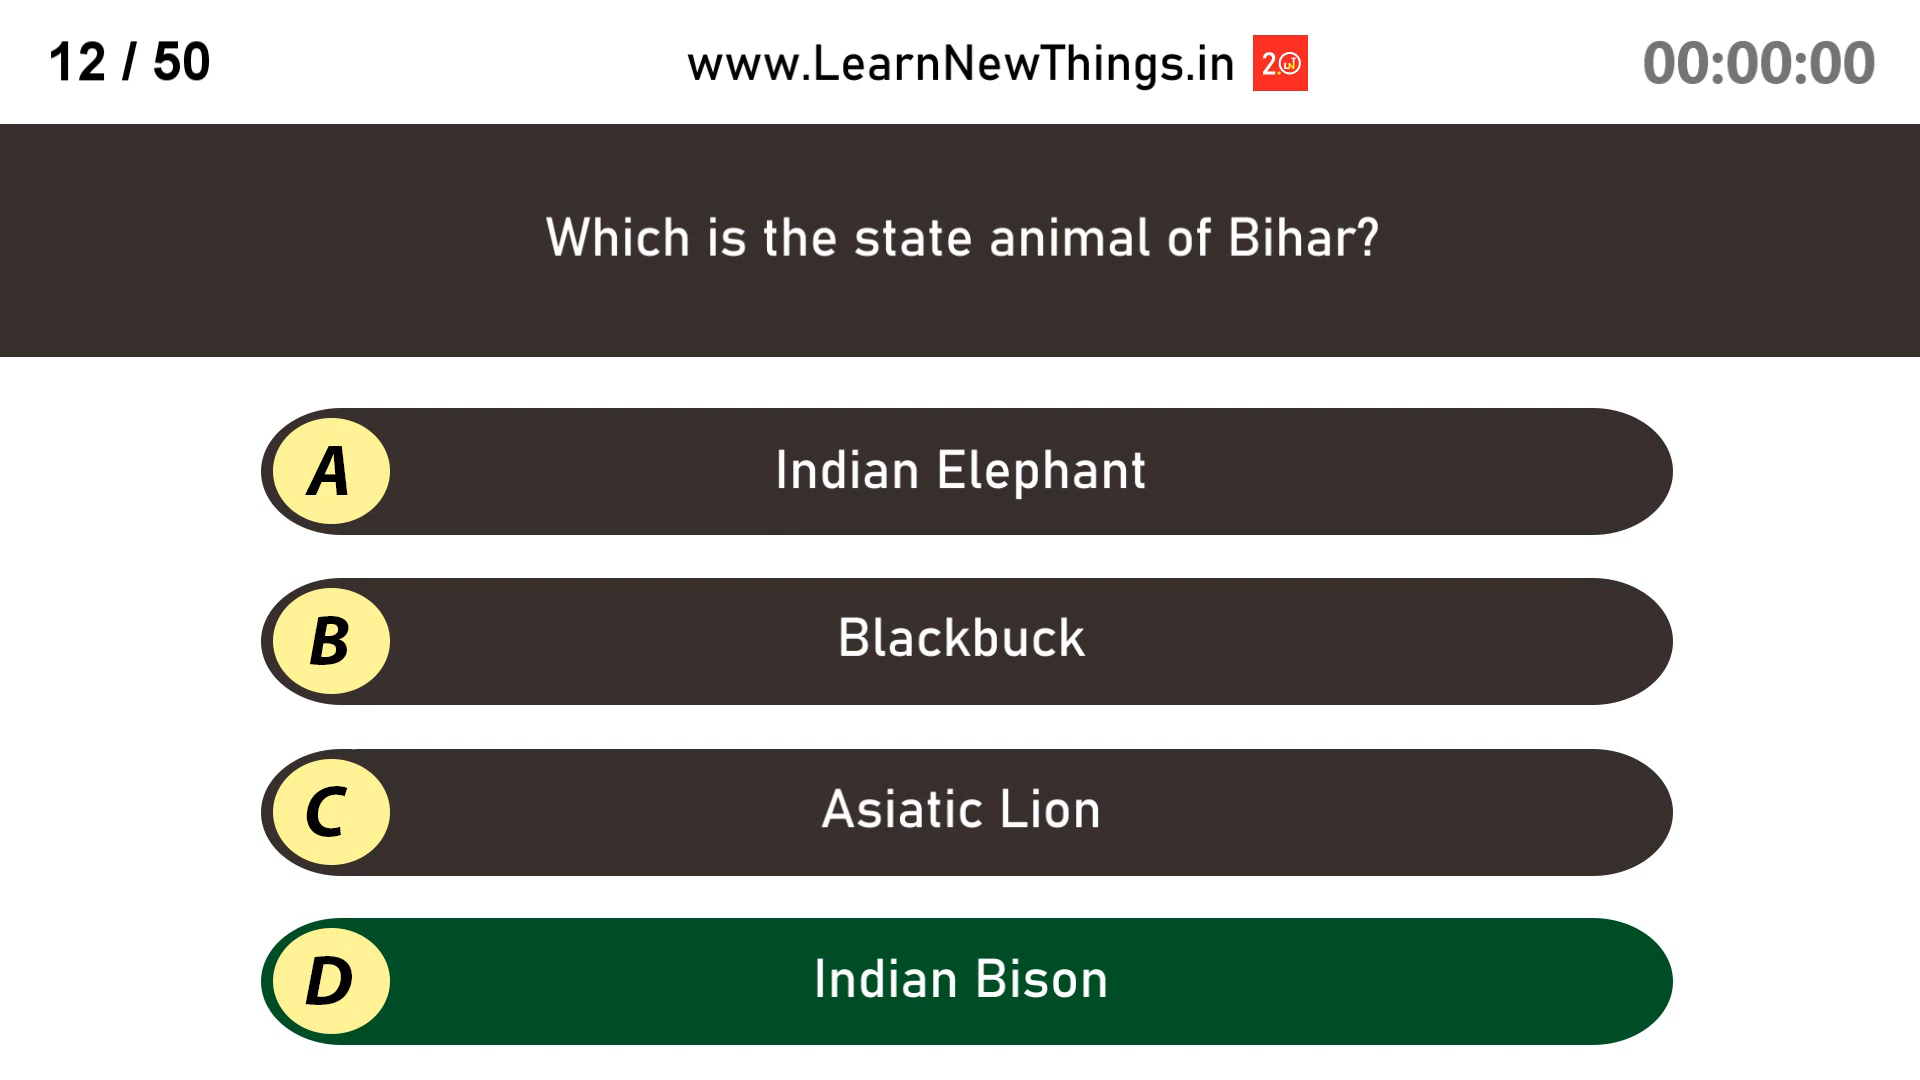 12 / 50
www.LearnNewThings.in
00:00:00
Which is the state animal of Bihar?
A Indian Elephant
B Blackbuck
C Asiatic Lion
D Indian Bison